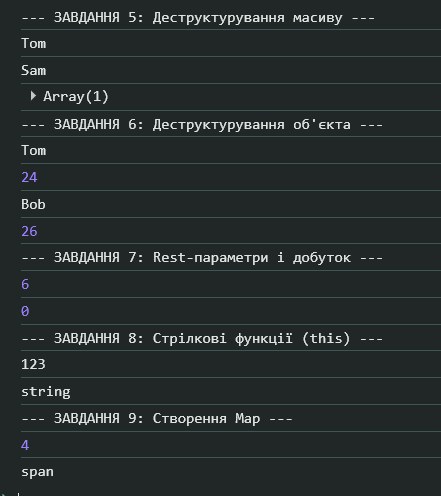 --- ЗАВДАННЯ 5: Деструктурування масиву ---
Tom
Sam
Array(1)
--- ЗАВДАННЯ 6: Деструктурування об'єкта ---
Tom
24
Bob
26
--- ЗАВДАННЯ 7: Rest-параметри і добуток ---
6
0
--- ЗАВДАННЯ 8: Стрілкові функції (this) ---
123
string
--- ЗАВДАННЯ 9: Створення Map ---
4
span